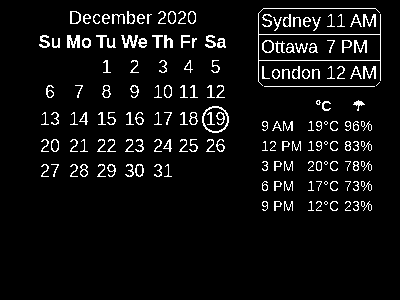 December 2020
Su Mo Tu We Th Fr Sa
1 2 3 4 5
6 7 8 9 10 11 12
13 14 15 16 17 18 19
20 21 22 23 24 25 26
27 28 29 30 31
Sydney 11 AM
Ottawa 7 PM
London 12 AM
°C ☂
9 AM 19°C 96%
12 PM 19°C 83%
3 PM 20°C 78%
6 PM 17°C 73%
9 PM 12°C 23%